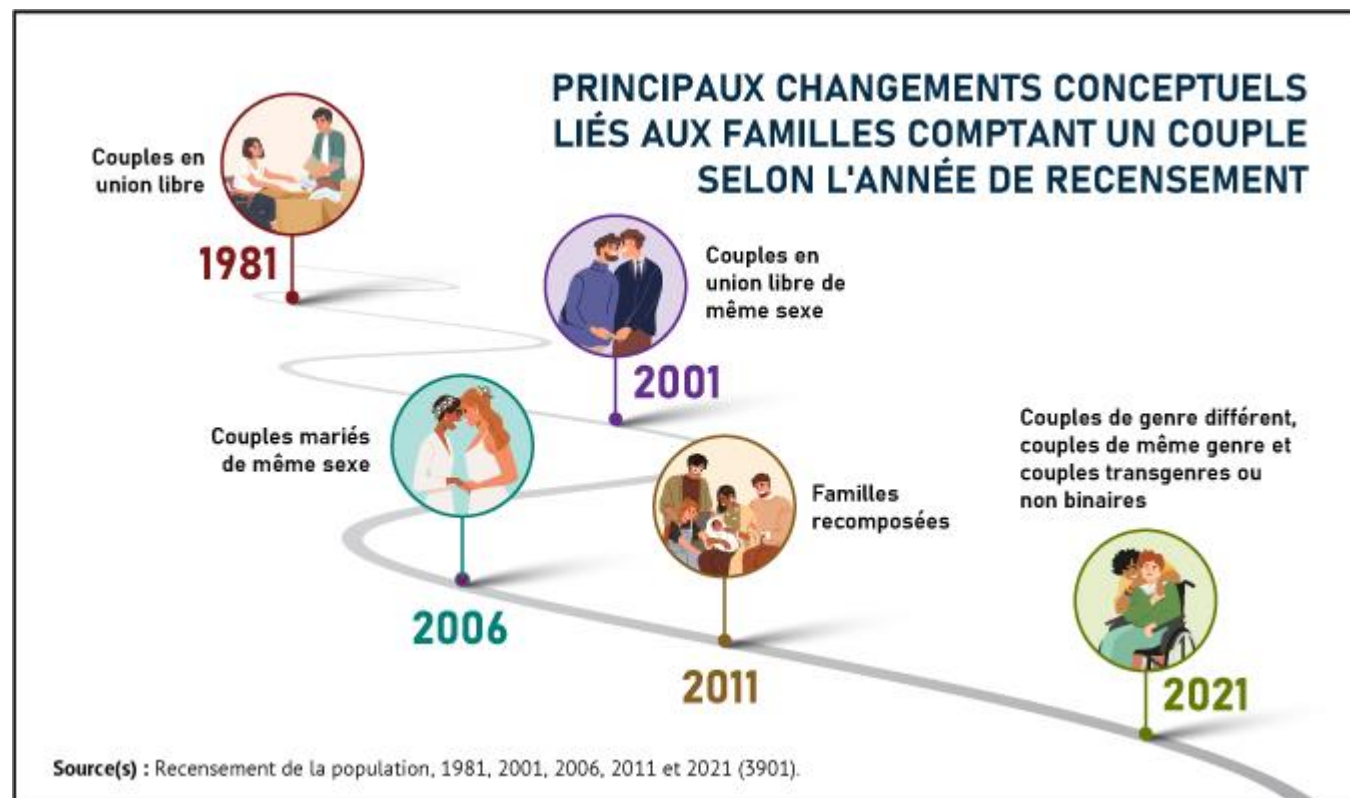 PRINCIPAUX CHANGEMENTS CONCEPTUELS
LIÉS AUX FAMILLES COMPTANT UN COUPLE
SELON L'ANNÉE DE RECENSEMENT
Couples en
union libre
1981
Couples en
union libre de
même sexe
2001
Couples mariés
de même sexe
2006
Familles
recomposées
2011
Couples de genre différent,
couples de même genre et
couples transgenres ou
non binaires
2021
Source(s) : Recensement de la population, 1981, 2001, 2006, 2011 et 2021 (3901).